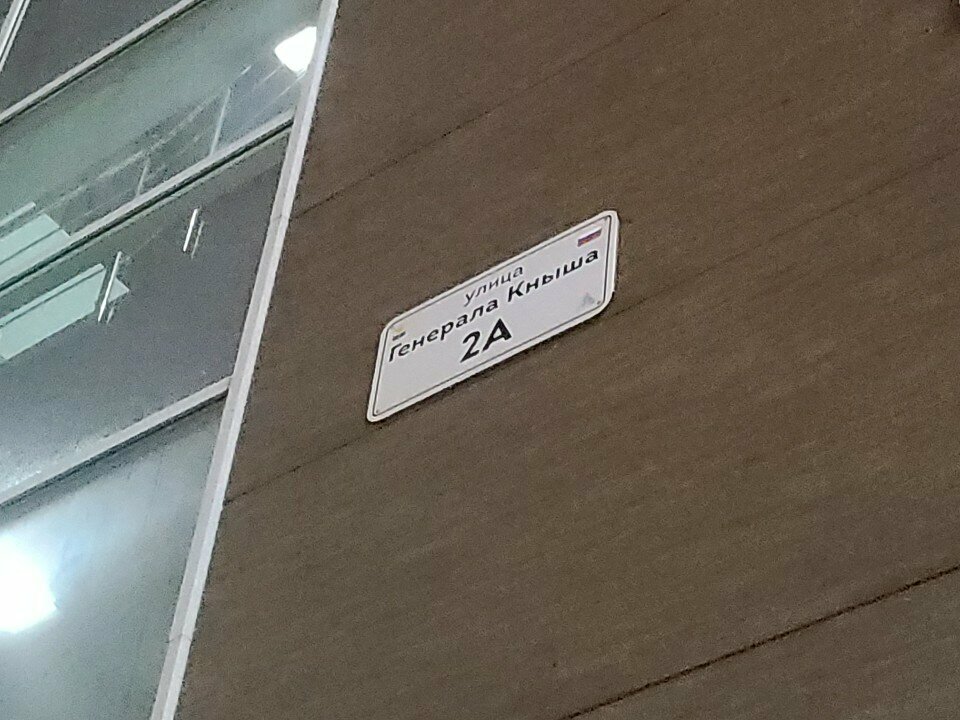 улица
Генерала Кныша
2А